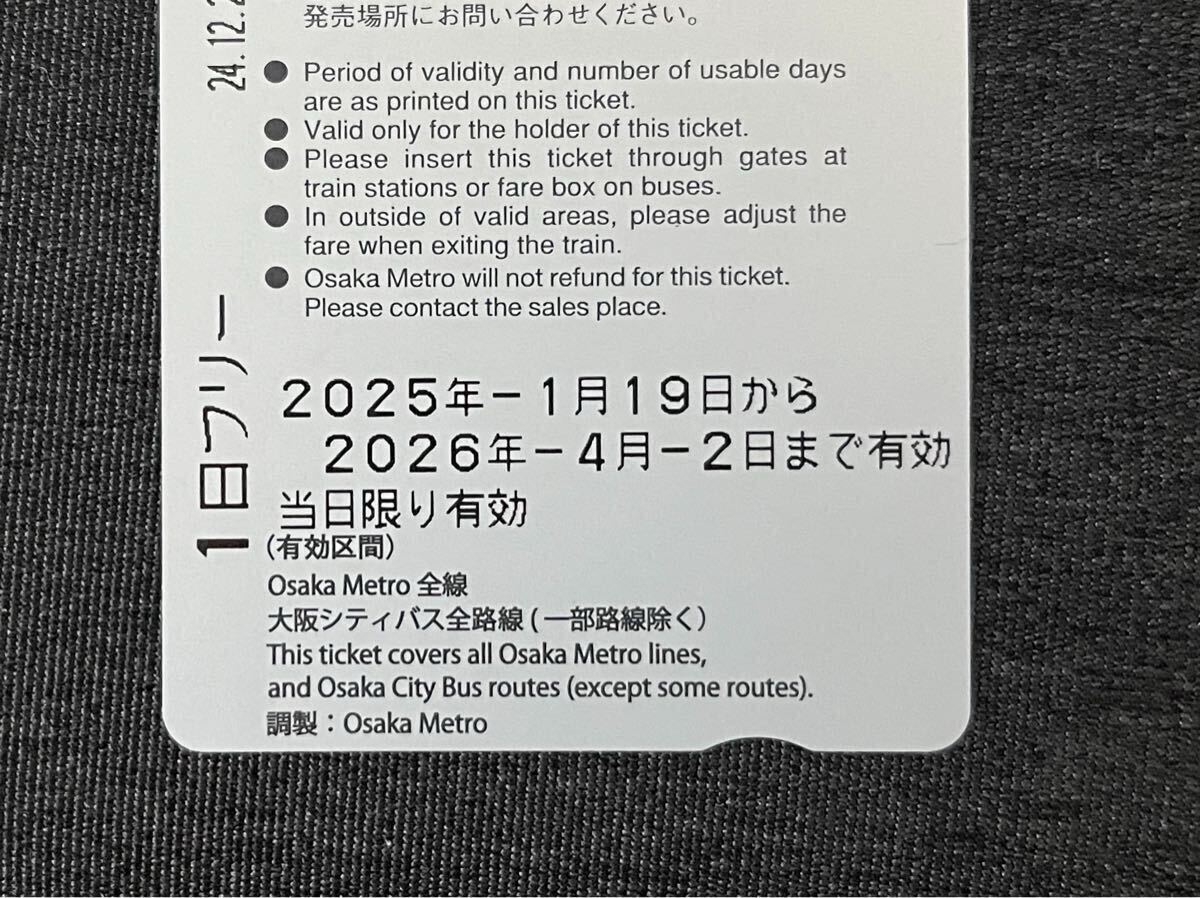 発売場所にお問い合わせください。
● Period of validity and number of usable days
are as printed on this ticket.
● Valid only for the holder of this ticket.
● Please insert this ticket through gates at
train stations or fare box on buses.
● In outside of valid areas, please adjust the
fare when exiting the train.
● Osaka Metro will not refund for this ticket.
Please contact the sales place.
2025年-1月19日から
2026年-4月-2日まで有効
当日限り有効
(有効区間)
Osaka Metro 全線
大阪シティバス全路線(一部路線除く)
This ticket covers all Osaka Metro lines,
and Osaka City Bus routes (except some routes).
調製：Osaka Metro
1日フリー
24.12.2